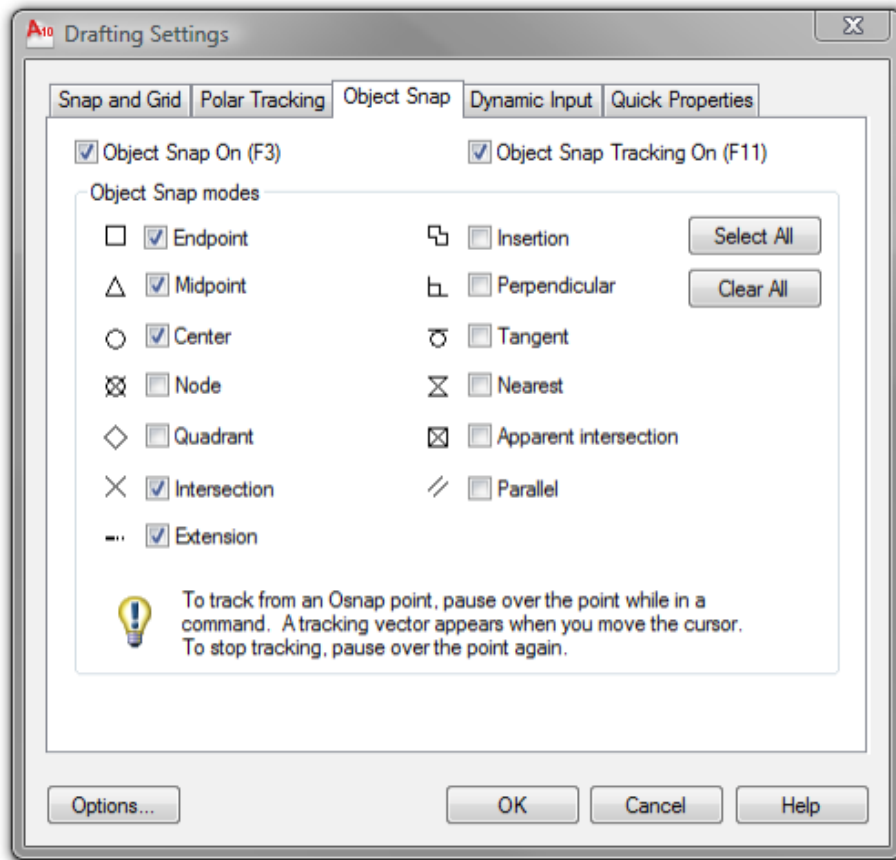 A10 Drafting Settings
Snap and Grid Polar Tracking Object Snap Dynamic Input Quick Properties
Object Snap On (F3) Object Snap Tracking On (F11)
Object Snap modes
Endpoint Insertion Select All
Midpoint Perpendicular Clear All
Center Tangent
Node Nearest
Quadrant Apparent intersection
Intersection Parallel
Extension
To track from an Osnap point, pause over the point while in a
command. A tracking vector appears when you move the cursor.
To stop tracking, pause over the point again.
Options... OK Cancel Help